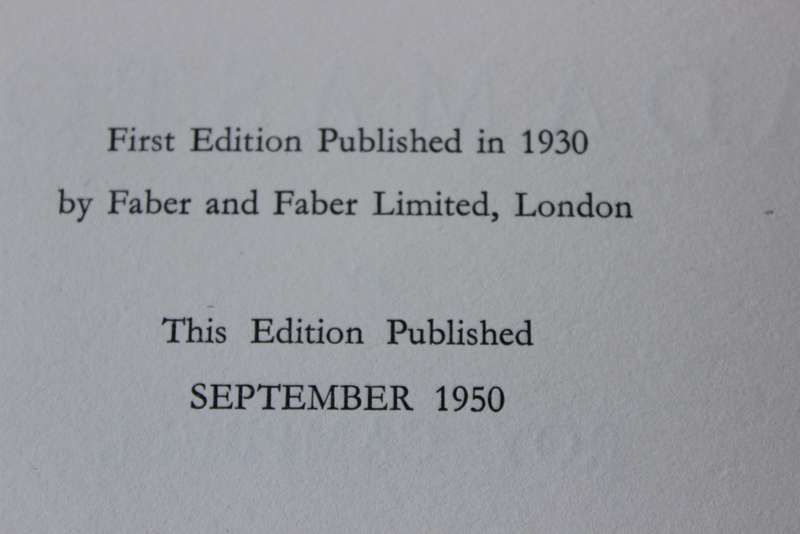 First Edition Published in 1930
by Faber and Faber Limited, London
This Edition Published
SEPTEMBER 1950